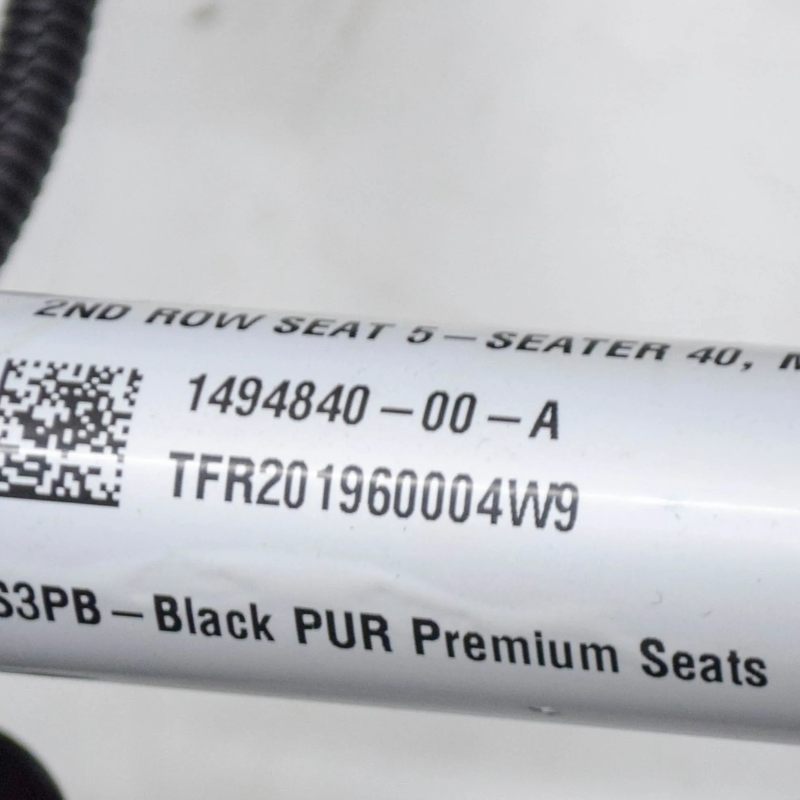 2ND ROW SEAT 5-SEATER 40,
1494840-00-A
TFR201960004W9
S3PB-Black PUR Premium Seats